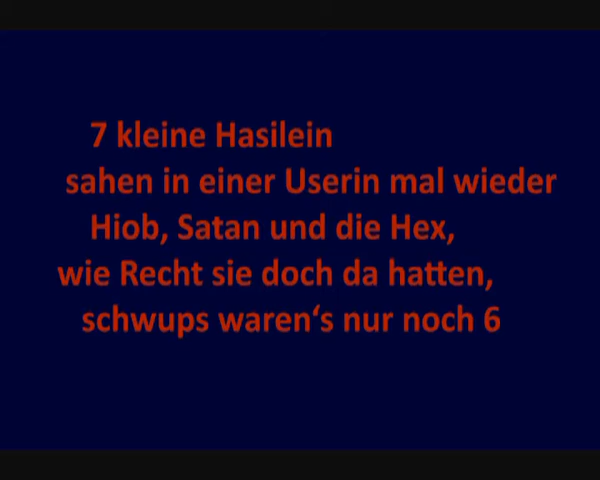 7 kleine Hasilein
sahen in einer Userin mal wieder
Hiob, Satan und die Hex,
wie Recht sie doch da hatten,
schwups waren‘s nur noch 6